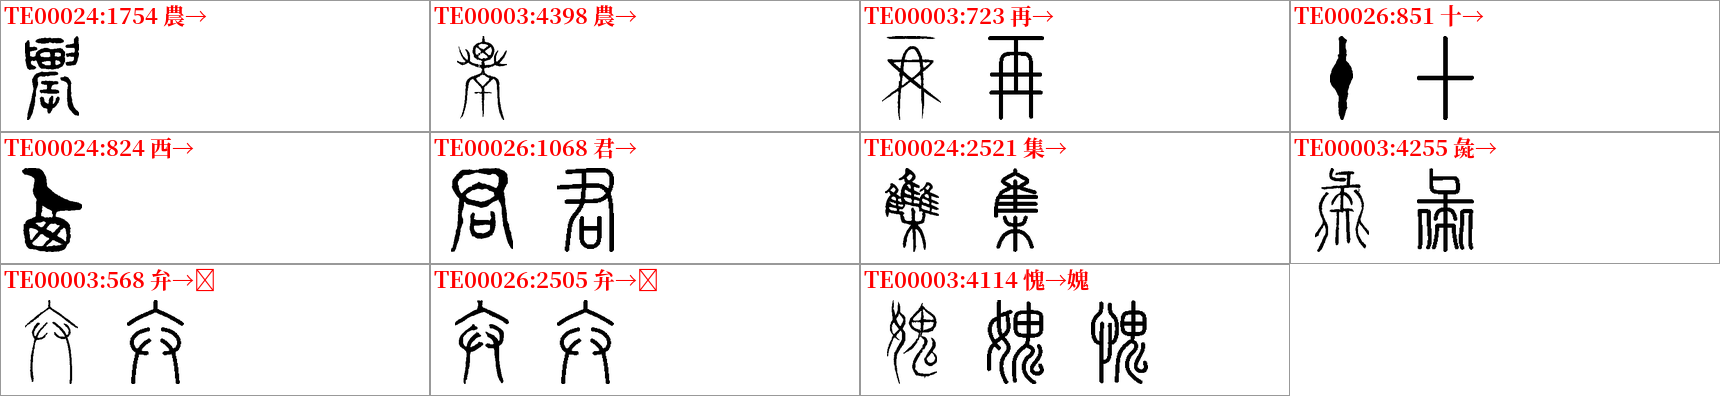 TE00024:1754 農→
TE00003:4398 農→
TE00003:723 再→
TE00026:851 十→
TE00024:824 西→
TE00026:1068 君→
TE00024:2521 集→
TE00003:4255 彘→
TE00003:568 弁→
TE00026:2505 弁→
TE00003:4114 愧→媿